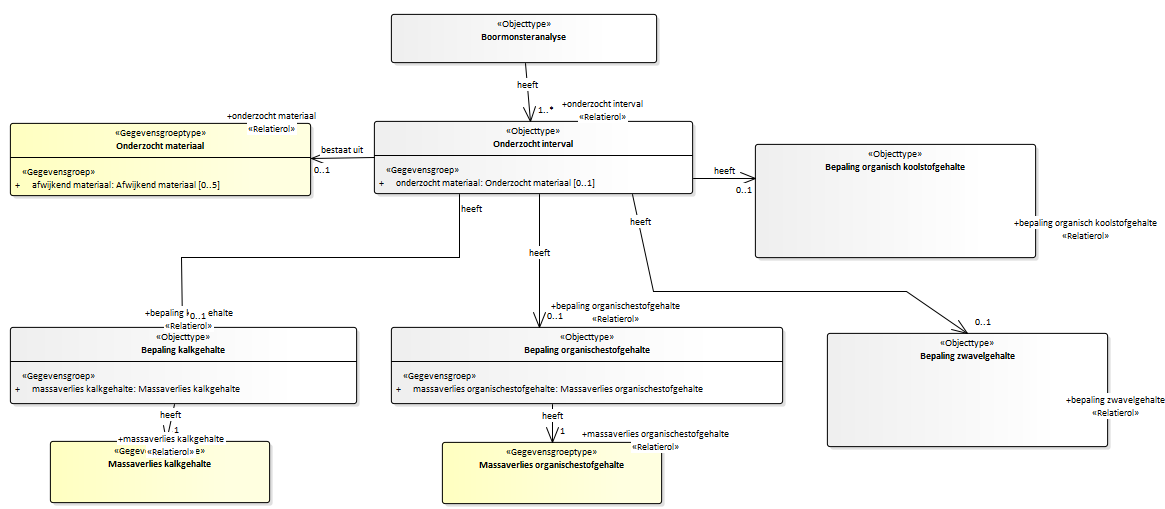 «Objecttype»
Boormonsteranalyse
heeft
1..*
+onderzocht interval
«Relatierol»
+onderzocht materiaal
«Relatierol»
«Gegevensgroeptype»
Onderzocht materiaal
«Gegevensgroep»
+ afwijkend materiaal: Afwijkend materiaal [0..5]
bestaat uit
0..1
«Objecttype»
Onderzocht interval
«Gegevensgroep»
+ onderzocht materiaal: Onderzocht materiaal [0..1]
heeft
0..1
«Objecttype»
Bepaling organisch koolstofgehalte
+bepaling organisch koolstofgehalte
«Relatierol»
heeft
heeft
heeft
+bepaling
0..1
ehalte
«Relatierol»
«Objecttype»
Bepaling kalkgehalte
«Gegevensgroep»
+ massaverlies kalkgehalte: Massaverlies kalkgehalte
+bepaling organischestofgehalte
0..1
«Relatierol»
«Objecttype»
Bepaling organischestofgehalte
«Gegevensgroep»
+ massaverlies organischestofgehalte: Massaverlies organischestofgehalte
0..1
«Objecttype»
Bepaling zwavelgehalte
+bepaling zwavelgehalte
«Relatierol»
heeft
1
+massaverlies kalkgehalte
«Gegev «Relatierol» e»
Massaverlies kalkgehalte
heeft
1
+massaverlies organischestofgehalte
«Relatierol»
«Gegevensgroeptype»
Massaverlies organischestofgehalte